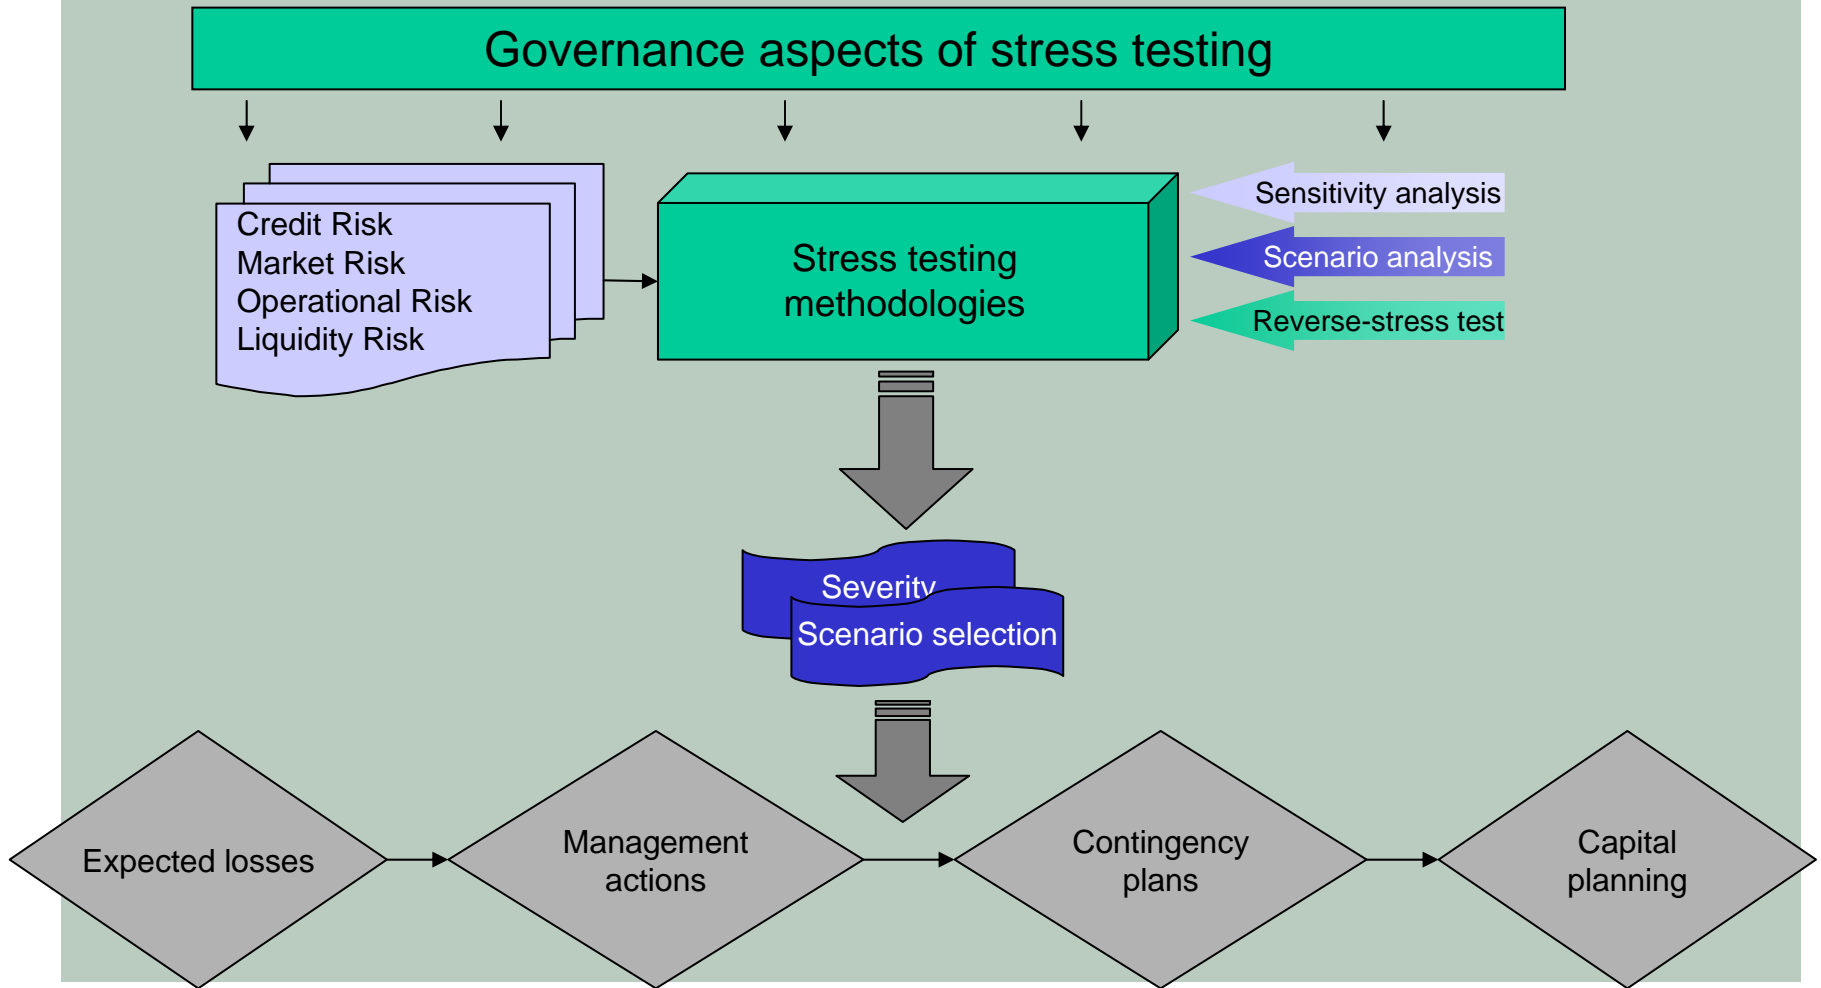 Governance aspects of stress testing
Credit Risk
Market Risk
Operational Risk
Liquidity Risk
Stress testing
methodologies
Sensitivity analysis
Scenario analysis
Reverse-stress test
Severity
Scenario selection
Expected losses
Management
actions
Contingency
plans
Capital
planning